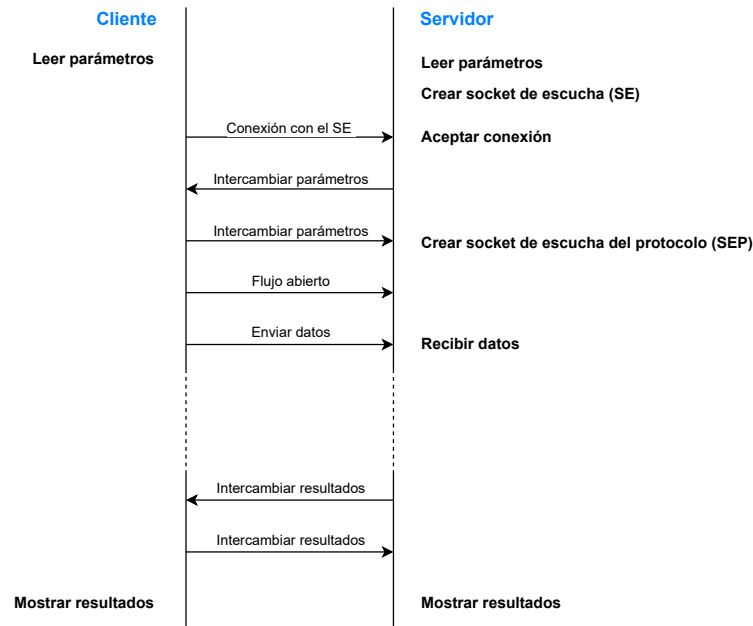 Cliente
Servidor
Leer parámetros
Leer parámetros
Crear socket de escucha (SE)
Conexión con el SE
Aceptar conexión
Intercambiar parámetros
Intercambiar parámetros
Crear socket de escucha del protocolo (SEP)
Flujo abierto
Enviar datos
Recibir datos
Intercambiar resultados
Intercambiar resultados
Mostrar resultados
Mostrar resultados